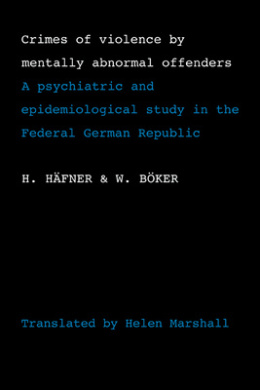 Crimes of violence by
mentally abnormal offenders
A psychiatric and
epidemiological study in the
Federal German Republic
H. HÄFNER & W. BÖKER
Translated by Helen Marshall